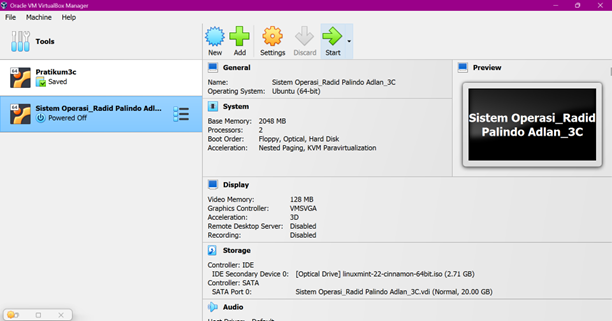 Oracle VM VirtualBox Manager
File Machine Help
Tools
New Add Settings Discard Start
64 Pratikum3c
Saved
64 Sistem Operasi_Radid Palindo Adl...
Powered Off
General
Name: Sistem Operasi_Radid Palindo Adlan_3C
Operating System: Ubuntu (64-bit)
System
Base Memory: 2048 MB
Processors: 2
Boot Order: Floppy, Optical, Hard Disk
Acceleration: Nested Paging, KVM Paravirtualization
Preview
Sistem Operasi_Radid
Palindo Adlan_3C
Display
Video Memory: 128 MB
Graphics Controller: VMSVGA
Acceleration: 3D
Remote Desktop Server: Disabled
Recording: Disabled
Storage
Controller: IDE
IDE Secondary Device 0: [Optical Drive] linuxmint-22-cinnamon-64bit.iso (2.71 GB)
Controller: SATA
SATA Port 0: Sistem Operasi_Radid Palindo Adlan_3C.vdi (Normal, 20.00 GB)
Audio
Host Driver: Default